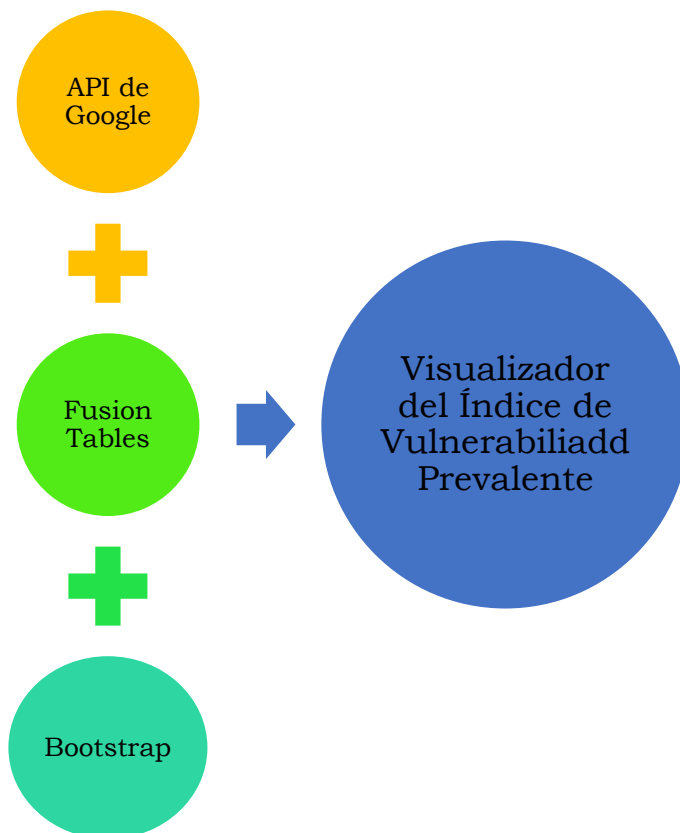 API de
Google
Fusion
Tables
Bootstrap
Visualizador
del Índice de
Vulnerabiliadd
Prevalente